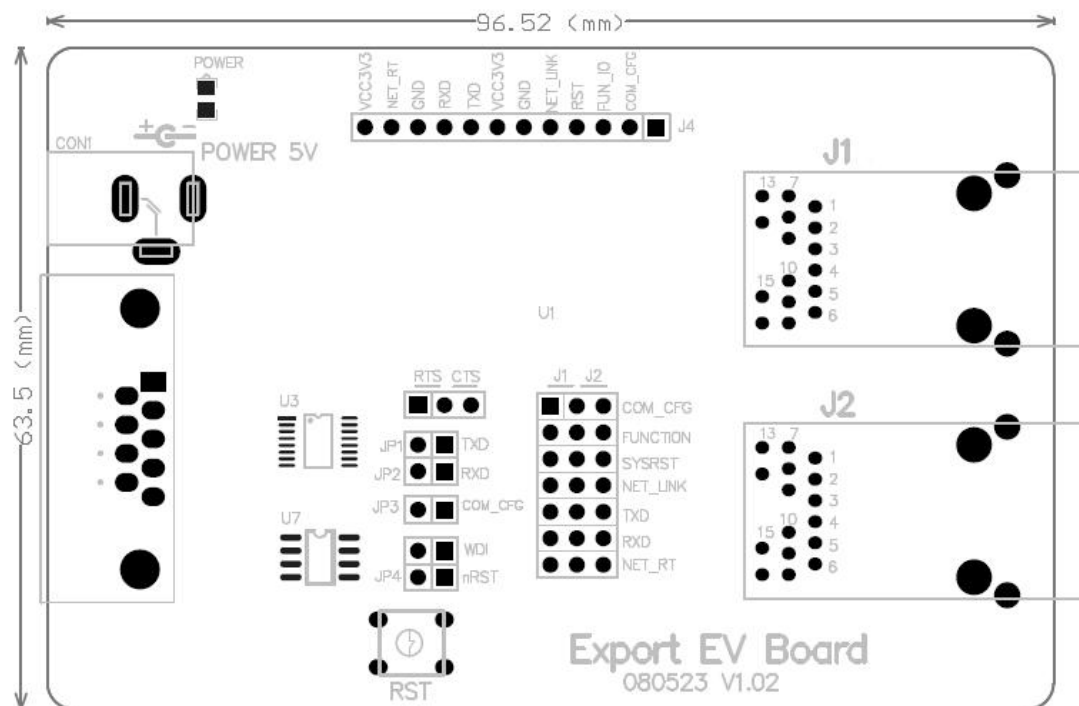 96.52 (mm)
63.5 (mm)
POWER
+ -
CON1
POWER 5V
VCC3V3
NET_RT
GND
RXD
TXD
VCC3V3
GND
NET_LINK
RST
FUN_IO
COM_CFG
J4
J1
13 7
1
2
3
4
15 10
5
6
U1
RTS CTS
U3
JP1 TXD
JP2 RXD
JP3 COM_CFG
U7
WDI
JP4 nRST
RST
J1 J2
COM_CFG
FUNCTION
SYSRST
NET_LINK
TXD
RXD
NET_RT
J2
13 7
1
2
3
4
15 10
5
6
Export EV Board
080523 V1.02